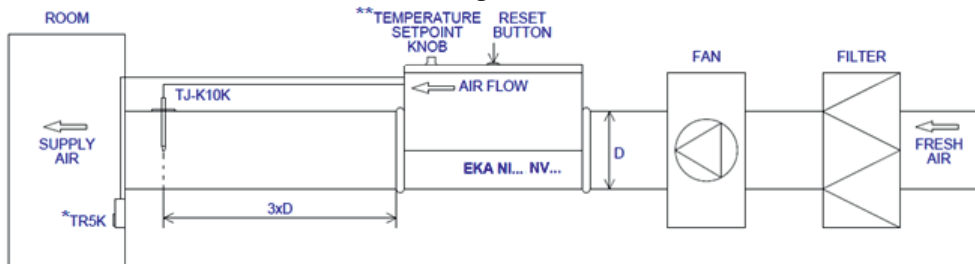 ROOM
**TEMPERATURE
SETPOINT
KNOB
RESET
BUTTON
FAN
FILTER
TJ-K10K
AIR FLOW
SUPPLY
AIR
D
FRESH
AIR
EKA NI... NV...
*TR5K
3xD